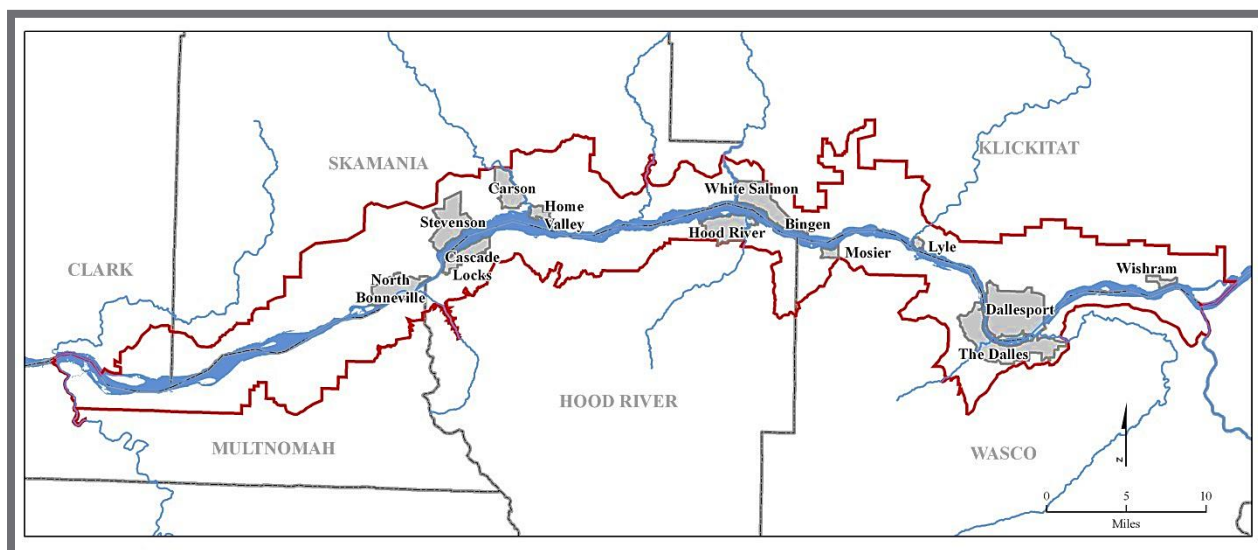 SKAMANIA
KLICKITAT
Carson
White Salmon
Home
Valley
Stevenson
Bingen
Hood River
Cascade
Locks
Mosier
Lyle
CLARK
North
Bonneville
Wishram
Dallesport
The Dalles
HOOD RIVER
MULTNOMAH
WASCO
N
0 5 10
Miles